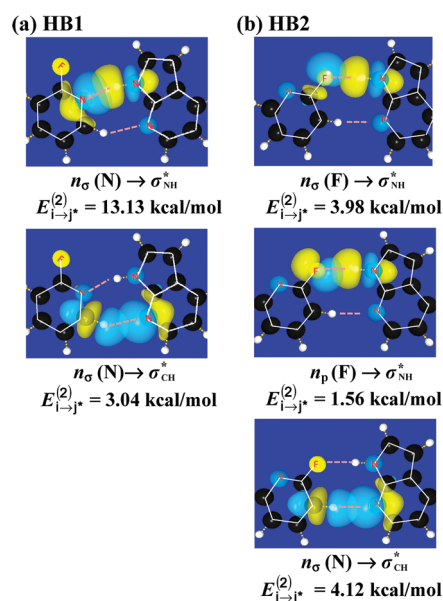 (a) HB1
F
N
N
N
nσ (N) → σ*NH
E(2)i→j* = 13.13 kcal/mol
F
N
N
N
nσ (N) → σ*CH
E(2)i→j* = 3.04 kcal/mol
(b) HB2
F
N
N
N
nσ (F) → σ*NH
E(2)i→j* = 3.98 kcal/mol
F
N
N
N
np (F) → σ*NH
E(2)i→j* = 1.56 kcal/mol
F
N
N
N
nσ (N) → σ*CH
E(2)i→j* = 4.12 kcal/mol